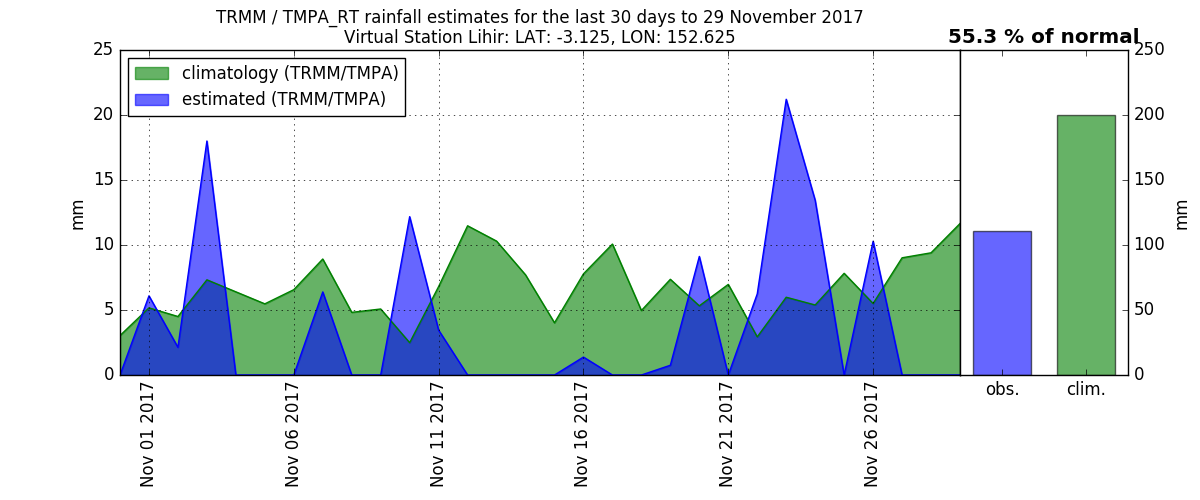 TRMM / TMPA_RT rainfall estimates for the last 30 days to 29 November 2017
Virtual Station Lihir: LAT: -3.125, LON: 152.625
55.3 % of normal
climatology (TRMM/TMPA)
estimated (TRMM/TMPA)
mm
25
20
15
10
5
0
Nov 01 2017
Nov 06 2017
Nov 11 2017
Nov 16 2017
Nov 21 2017
Nov 26 2017
obs.
clim.
250
200
150
100
50
0
mm